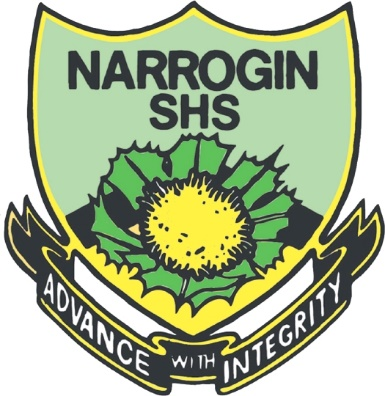 NARROGIN
SHS
ADVANCE WITH INTEGRITY